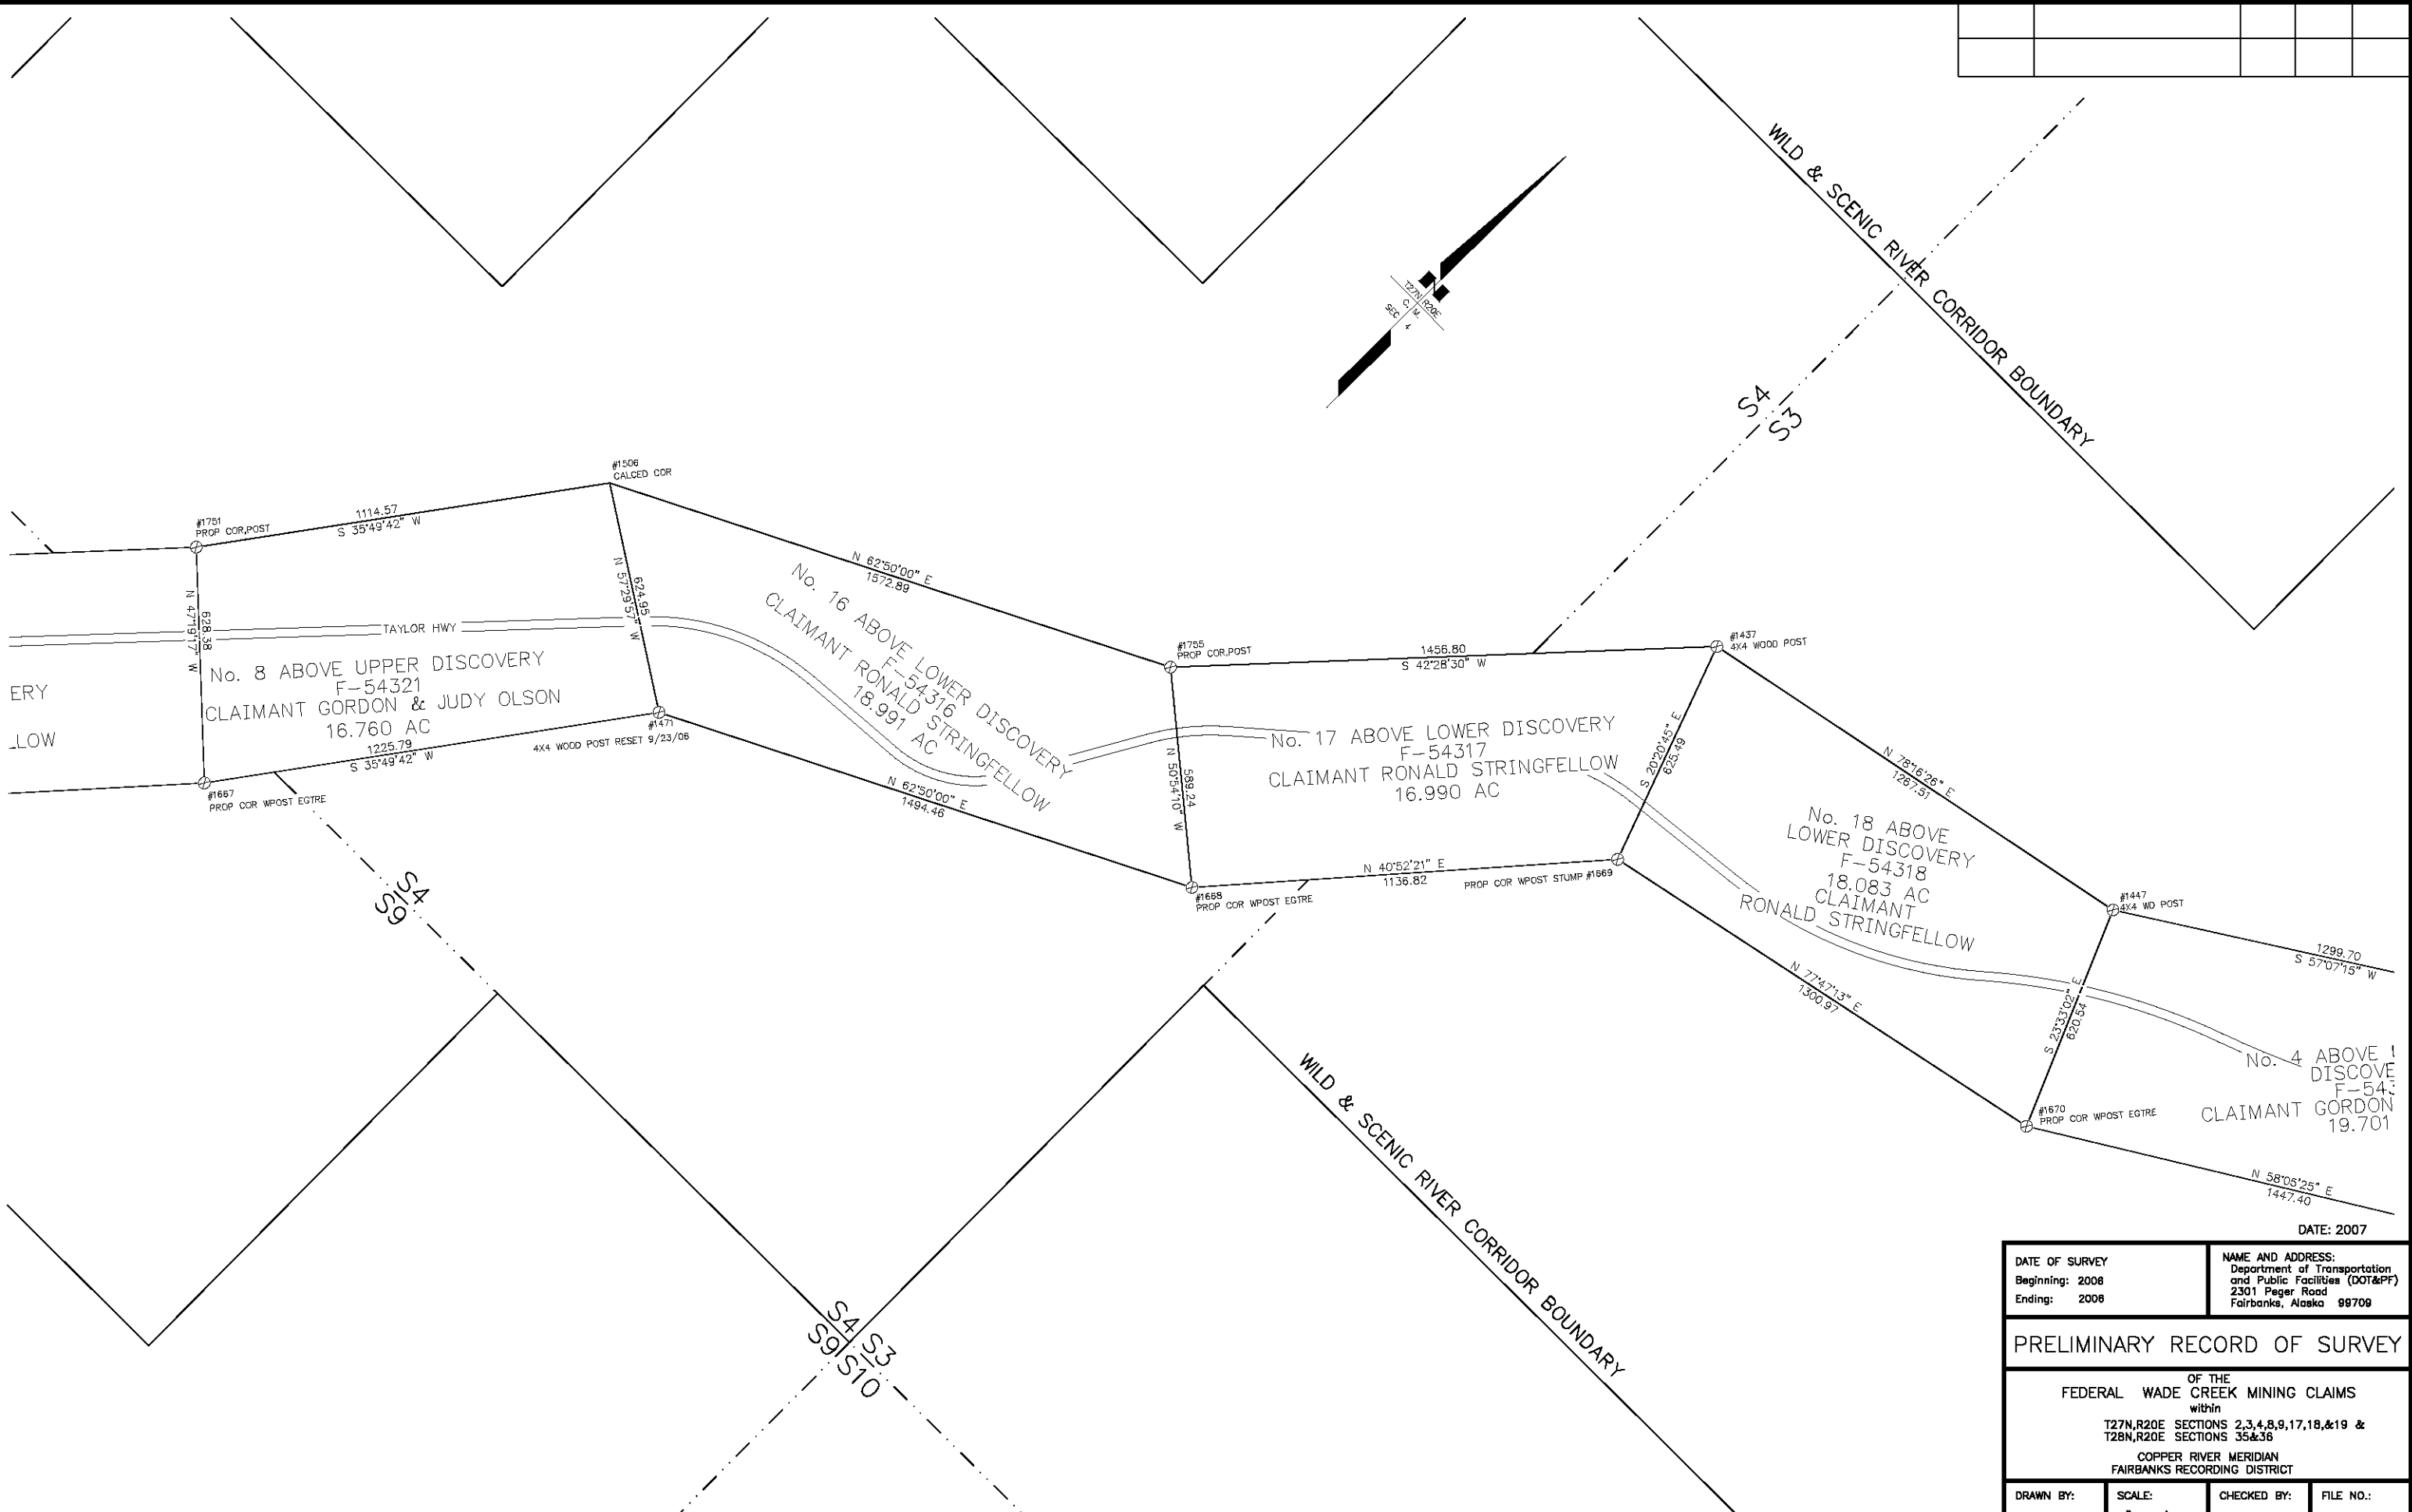 WILD & SCENIC RIVER CORRIDOR BOUNDARY
T27N R20E
C. M.
SEC 4
S4
S3
#1506
CALCED COR
#1751
PROP COR,POST
1114.57
S 35°49'42" W
N 47°19'17" W
628.38
N 57°29'57" W
624.95
TAYLOR HWY
No. 8 ABOVE UPPER DISCOVERY
F-54321
CLAIMANT GORDON & JUDY OLSON
16.760 AC
ERY
LOW
1225.79
S 35°49'42" W
#1471
4X4 WOOD POST RESET 9/23/06
#1667
PROP COR WPOST EGTRE
N 62°50'00" E
1572.89
No. 16 ABOVE LOWER DISCOVERY
F-54316
CLAIMANT RONALD STRINGFELLOW
18.991 AC
N 62°50'00" E
1494.46
#1755
PROP COR,POST
1456.80
S 42°28'30" W
#1437
4X4 WOOD POST
N 50°54'10" W
589.24
No. 17 ABOVE LOWER DISCOVERY
F-54317
CLAIMANT RONALD STRINGFELLOW
16.990 AC
S 20°20'45" E
625.49
N 40°52'21" E
1136.82
PROP COR WPOST STUMP #1669
#1668
PROP COR WPOST EGTRE
N 78°16'26" E
1267.51
No. 18 ABOVE
LOWER DISCOVERY
F-54318
18.083 AC
CLAIMANT
RONALD STRINGFELLOW
#1447
4X4 WD POST
1299.70
S 57°07'15" W
N 77°47'13" E
1300.97
S 23°33'02" E
620.54
No. 4 ABOVE
DISCOVE
F-543
CLAIMANT GORDON
19.701
#1670
PROP COR WPOST EGTRE
N 58°05'25" E
1447.40
S4
S9
WILD & SCENIC RIVER CORRIDOR BOUNDARY
S4 S3
S9 S10
DATE: 2007
DATE OF SURVEY
Beginning: 2006
Ending: 2006
NAME AND ADDRESS:
Department of Transportation
and Public Facilities (DOT&PF)
2301 Peger Road
Fairbanks, Alaska 99709
PRELIMINARY RECORD OF SURVEY
OF THE
FEDERAL WADE CREEK MINING CLAIMS
within
T27N,R20E SECTIONS 2,3,4,8,9,17,18,&19 &
T28N,R20E SECTIONS 35&36
COPPER RIVER MERIDIAN
FAIRBANKS RECORDING DISTRICT
DRAWN BY:
SCALE:
CHECKED BY:
FILE NO.: